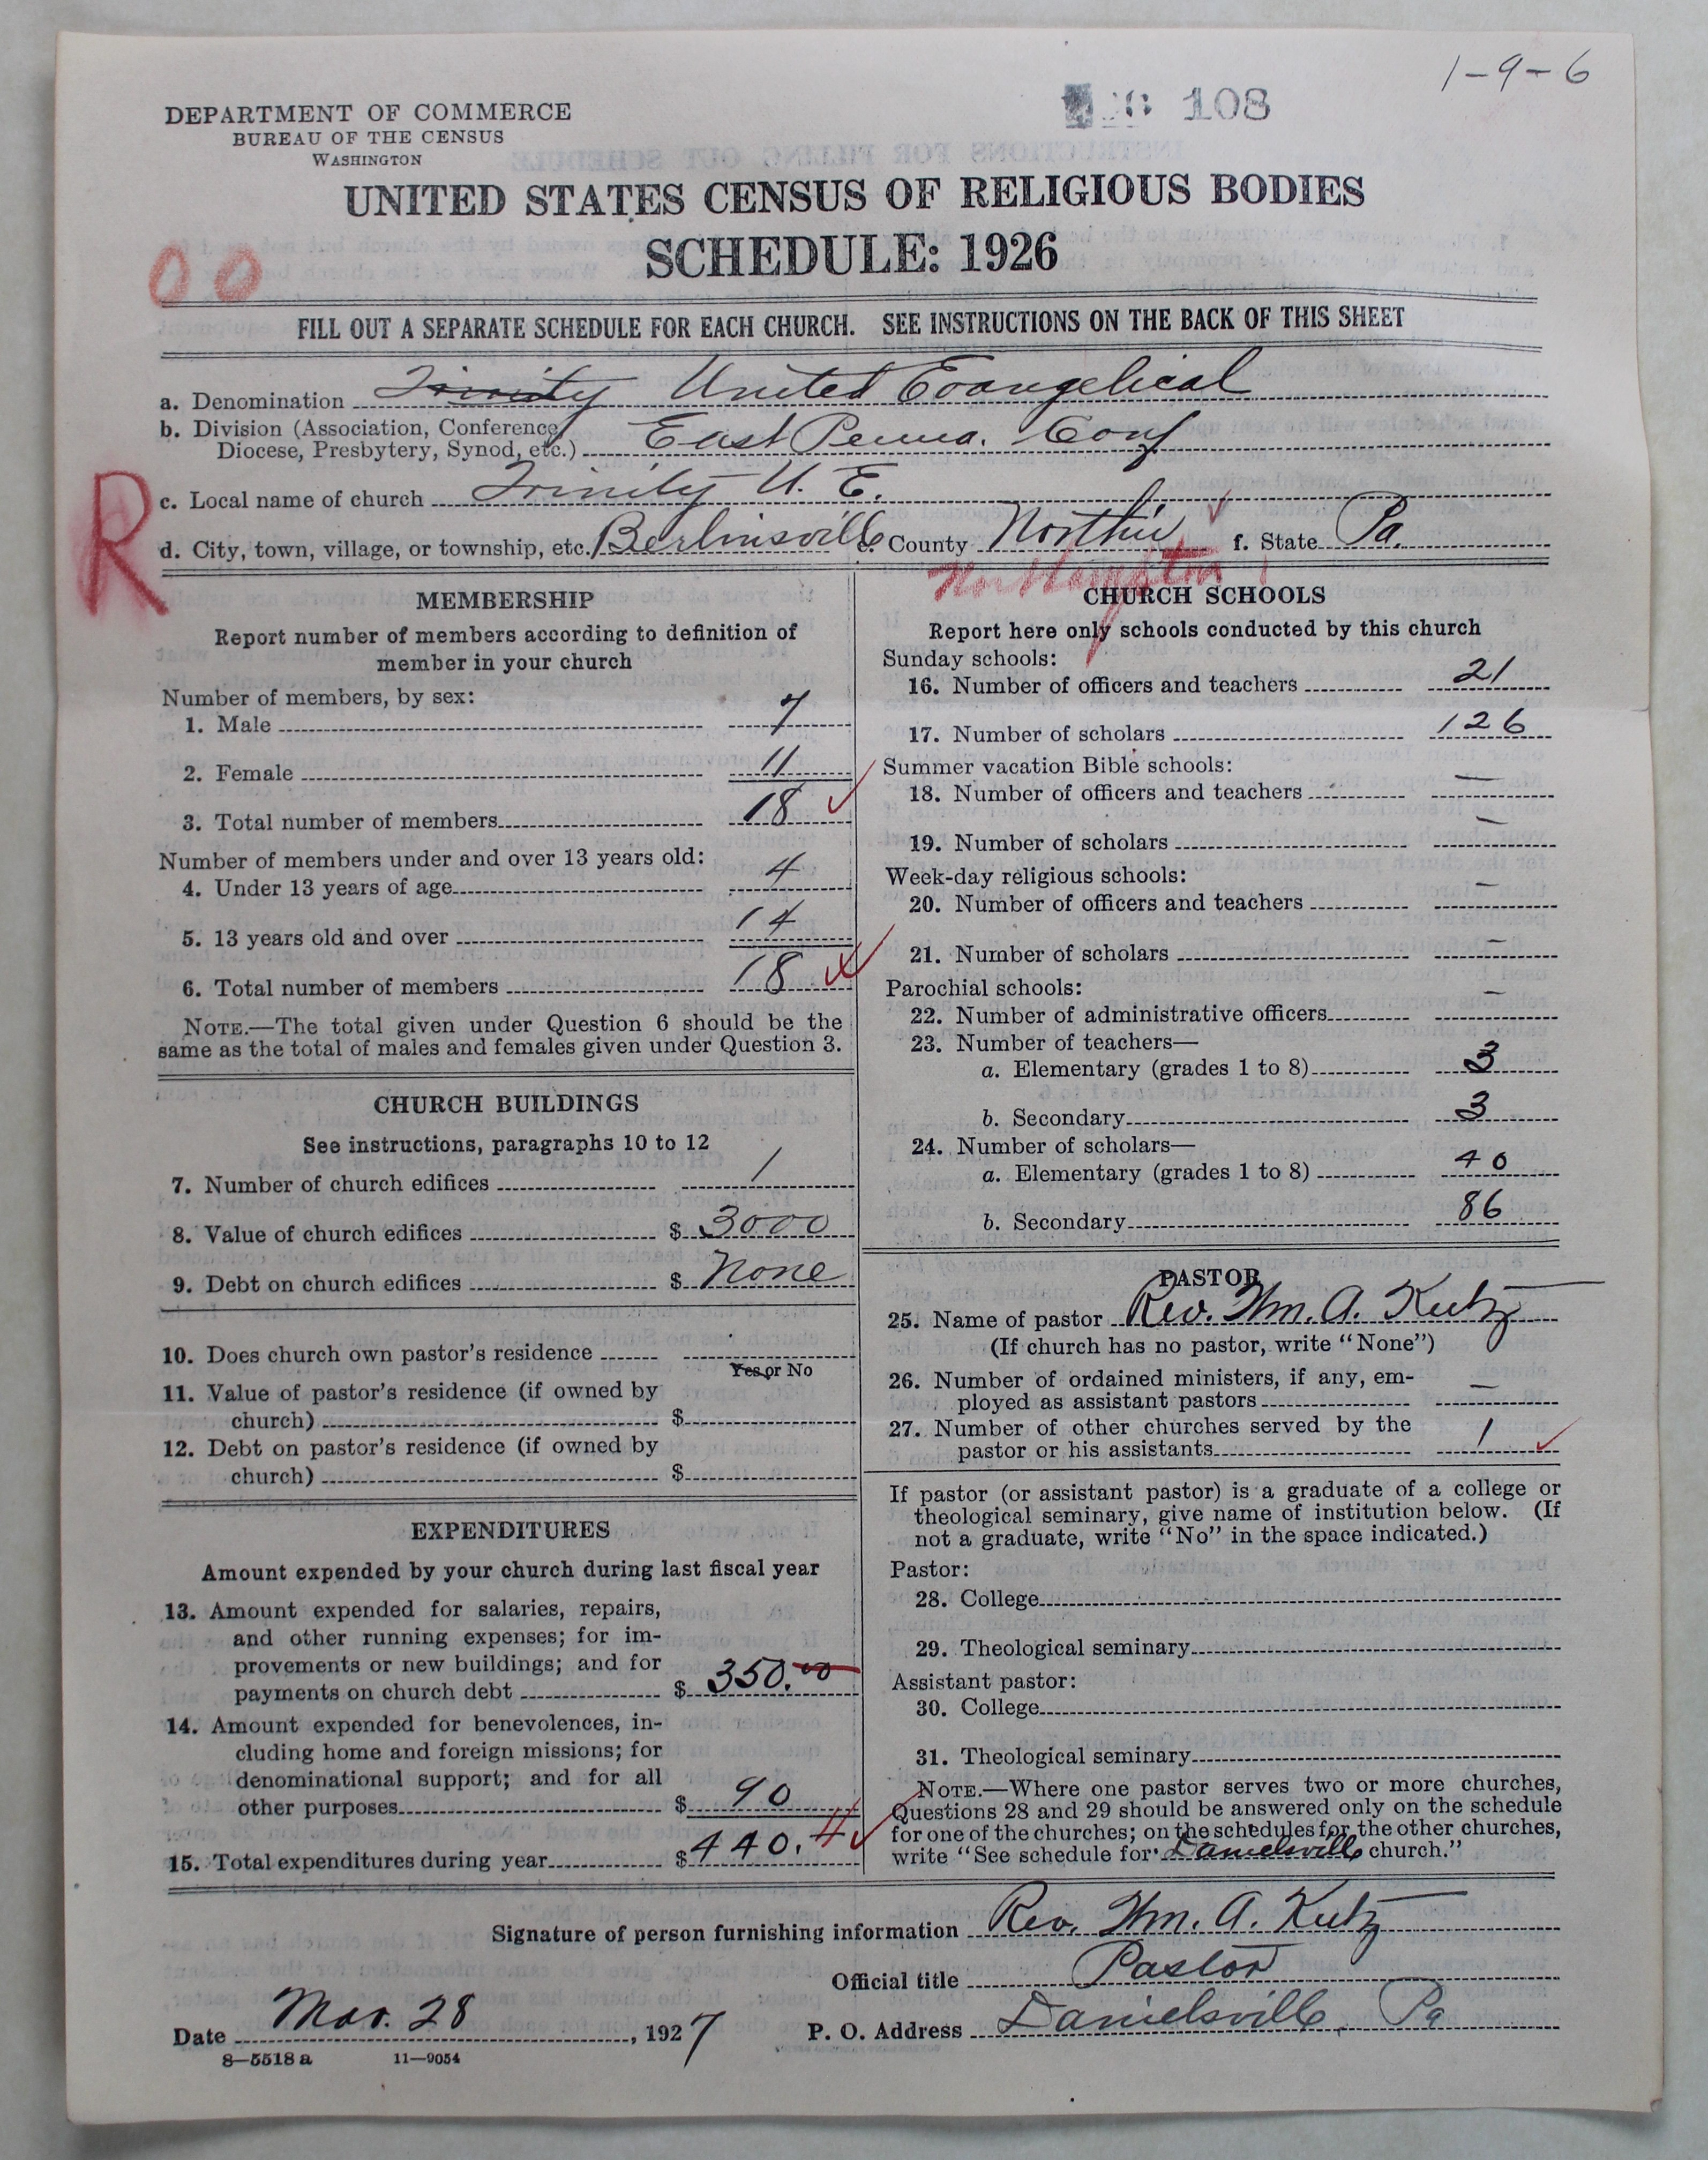 1-9-6
108
DEPARTMENT OF COMMERCE
BUREAU OF THE CENSUS
WASHINGTON
UNITED STATES CENSUS OF RELIGIOUS BODIES
SCHEDULE: 1926
00
FILL OUT A SEPARATE SCHEDULE FOR EACH CHURCH. SEE INSTRUCTIONS ON THE BACK OF THIS SHEET
a. Denomination Trinity United Evangelical
b. Division (Association, Conference,
Diocese, Presbytery, Synod, etc.) East Penna. Conf
R
c. Local name of church Trinity U. E.
d. City, town, village, or township, etc. Berlinsville e. County f. State Pa.
Northampton
MEMBERSHIP
Report number of members according to definition of
member in your church
Number of members, by sex:
1. Male 7
2. Female 11
3. Total number of members 18
Number of members under and over 13 years old:
4. Under 13 years of age 4
5. 13 years old and over 14
6. Total number of members 18
NOTE.—The total given under Question 6 should be the
same as the total of males and females given under Question 3.
CHURCH BUILDINGS
See instructions, paragraphs 10 to 12
7. Number of church edifices 1
8. Value of church edifices $ 3000
9. Debt on church edifices $ None
10. Does church own pastor's residence
Yes or No
11. Value of pastor's residence (if owned by
church) $
12. Debt on pastor's residence (if owned by
church) $
EXPENDITURES
Amount expended by your church during last fiscal year
13. Amount expended for salaries, repairs,
and other running expenses; for im-
provements or new buildings; and for
payments on church debt $ 350.00
14. Amount expended for benevolences, in-
cluding home and foreign missions; for
denominational support; and for all
other purposes $ 90
15. Total expenditures during year $ 440.
CHURCH SCHOOLS
Report here only schools conducted by this church
Sunday schools:
16. Number of officers and teachers 21
17. Number of scholars 126
Summer vacation Bible schools:
18. Number of officers and teachers —
19. Number of scholars —
Week-day religious schools:
20. Number of officers and teachers —
21. Number of scholars —
Parochial schools:
22. Number of administrative officers —
23. Number of teachers—
a. Elementary (grades 1 to 8) 3
b. Secondary 3
24. Number of scholars—
a. Elementary (grades 1 to 8) 40
b. Secondary 86
PASTOR
25. Name of pastor Rev. Wm. A. Kutz
(If church has no pastor, write "None")
26. Number of ordained ministers, if any, em-
ployed as assistant pastors —
27. Number of other churches served by the
pastor or his assistants 1
If pastor (or assistant pastor) is a graduate of a college or
theological seminary, give name of institution below. (If
not a graduate, write "No" in the space indicated.)
Pastor:
28. College
29. Theological seminary
Assistant pastor:
30. College
31. Theological seminary
NOTE.—Where one pastor serves two or more churches,
Questions 28 and 29 should be answered only on the schedule
for one of the churches; on the schedules for the other churches,
write "See schedule for Danielsville church."
Signature of person furnishing information Rev. Wm. A. Kutz
Official title Pastor
Date Mar. 28, 1927 P. O. Address Danielsville, Pa
8—5518 a 11—9054